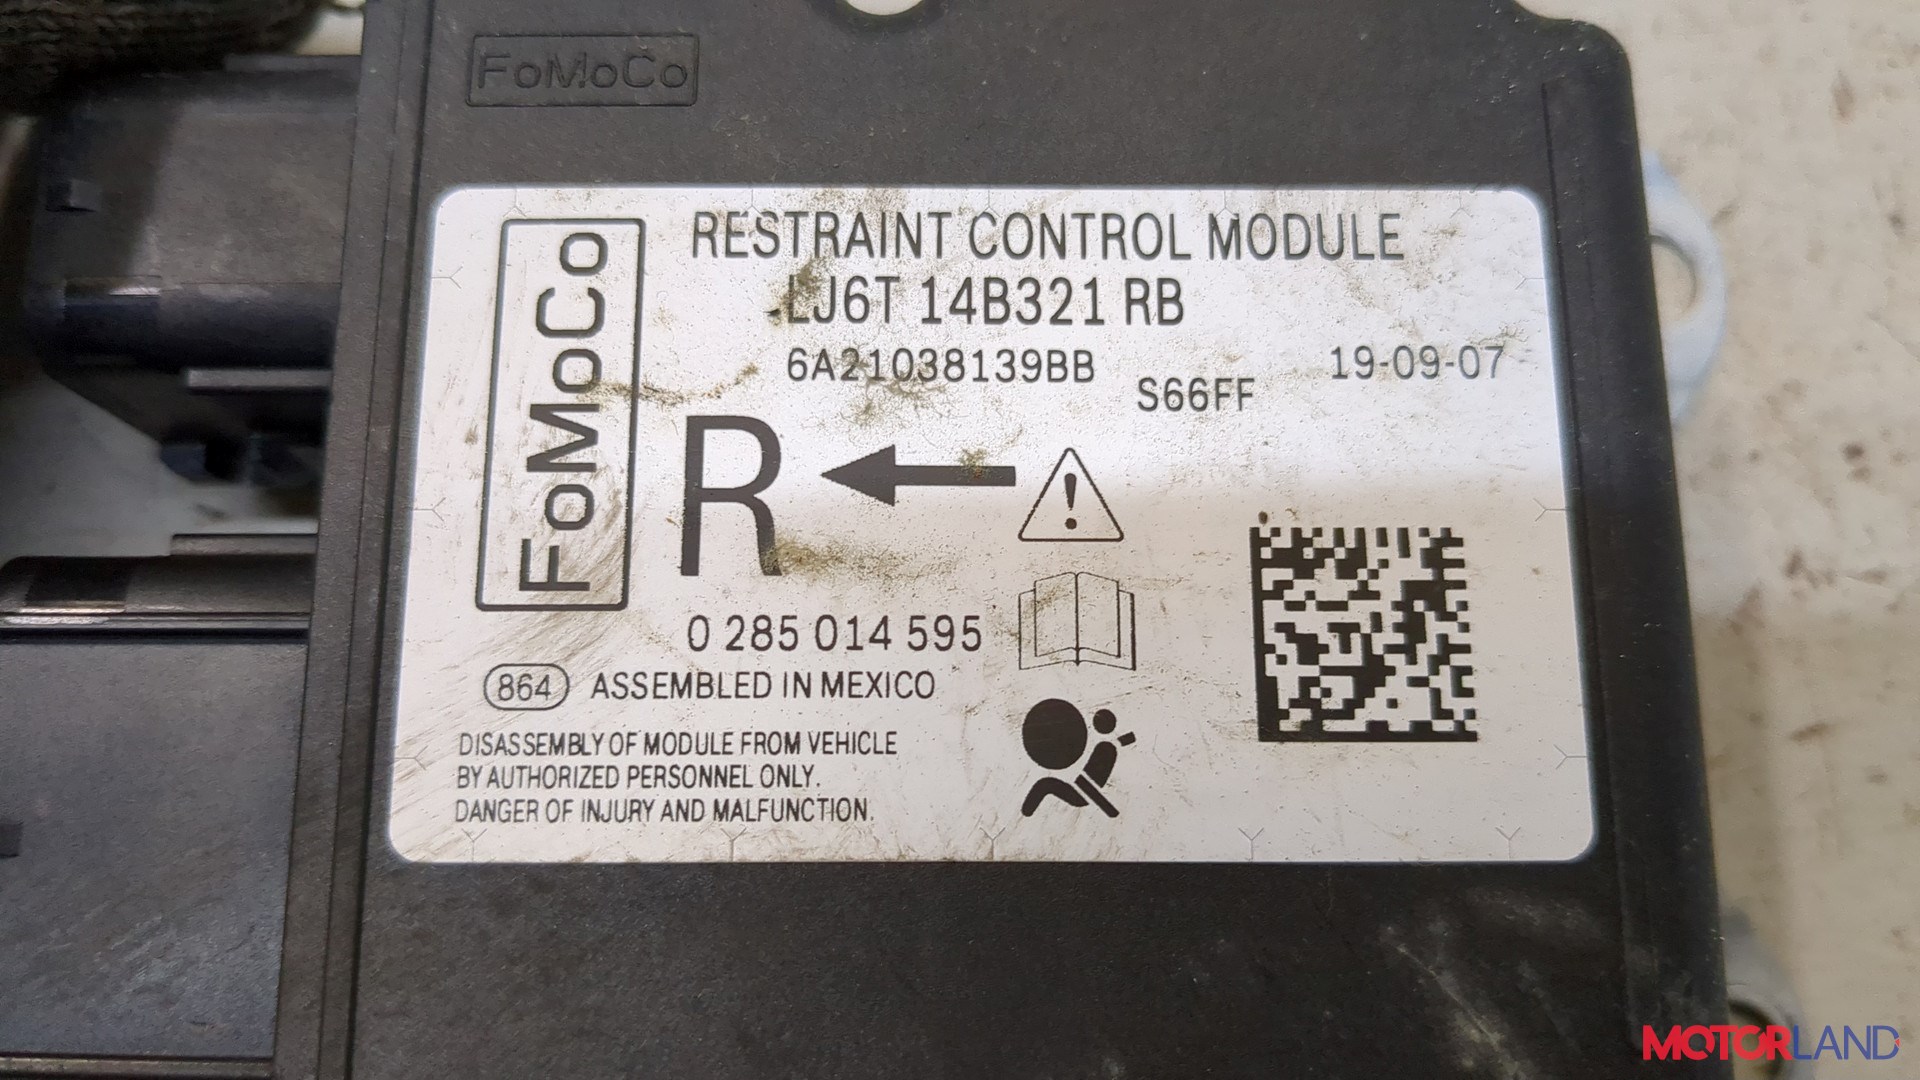 FoMoCo
FoMoCo
RESTRAINT CONTROL MODULE
LJ6T 14B321 RB
6A21038139BB
S66FF
19-09-07
R
0 285 014 595
864 ASSEMBLED IN MEXICO
DISASSEMBLY OF MODULE FROM VEHICLE
BY AUTHORIZED PERSONNEL ONLY.
DANGER OF INJURY AND MALFUNCTION.
MOTORLAND